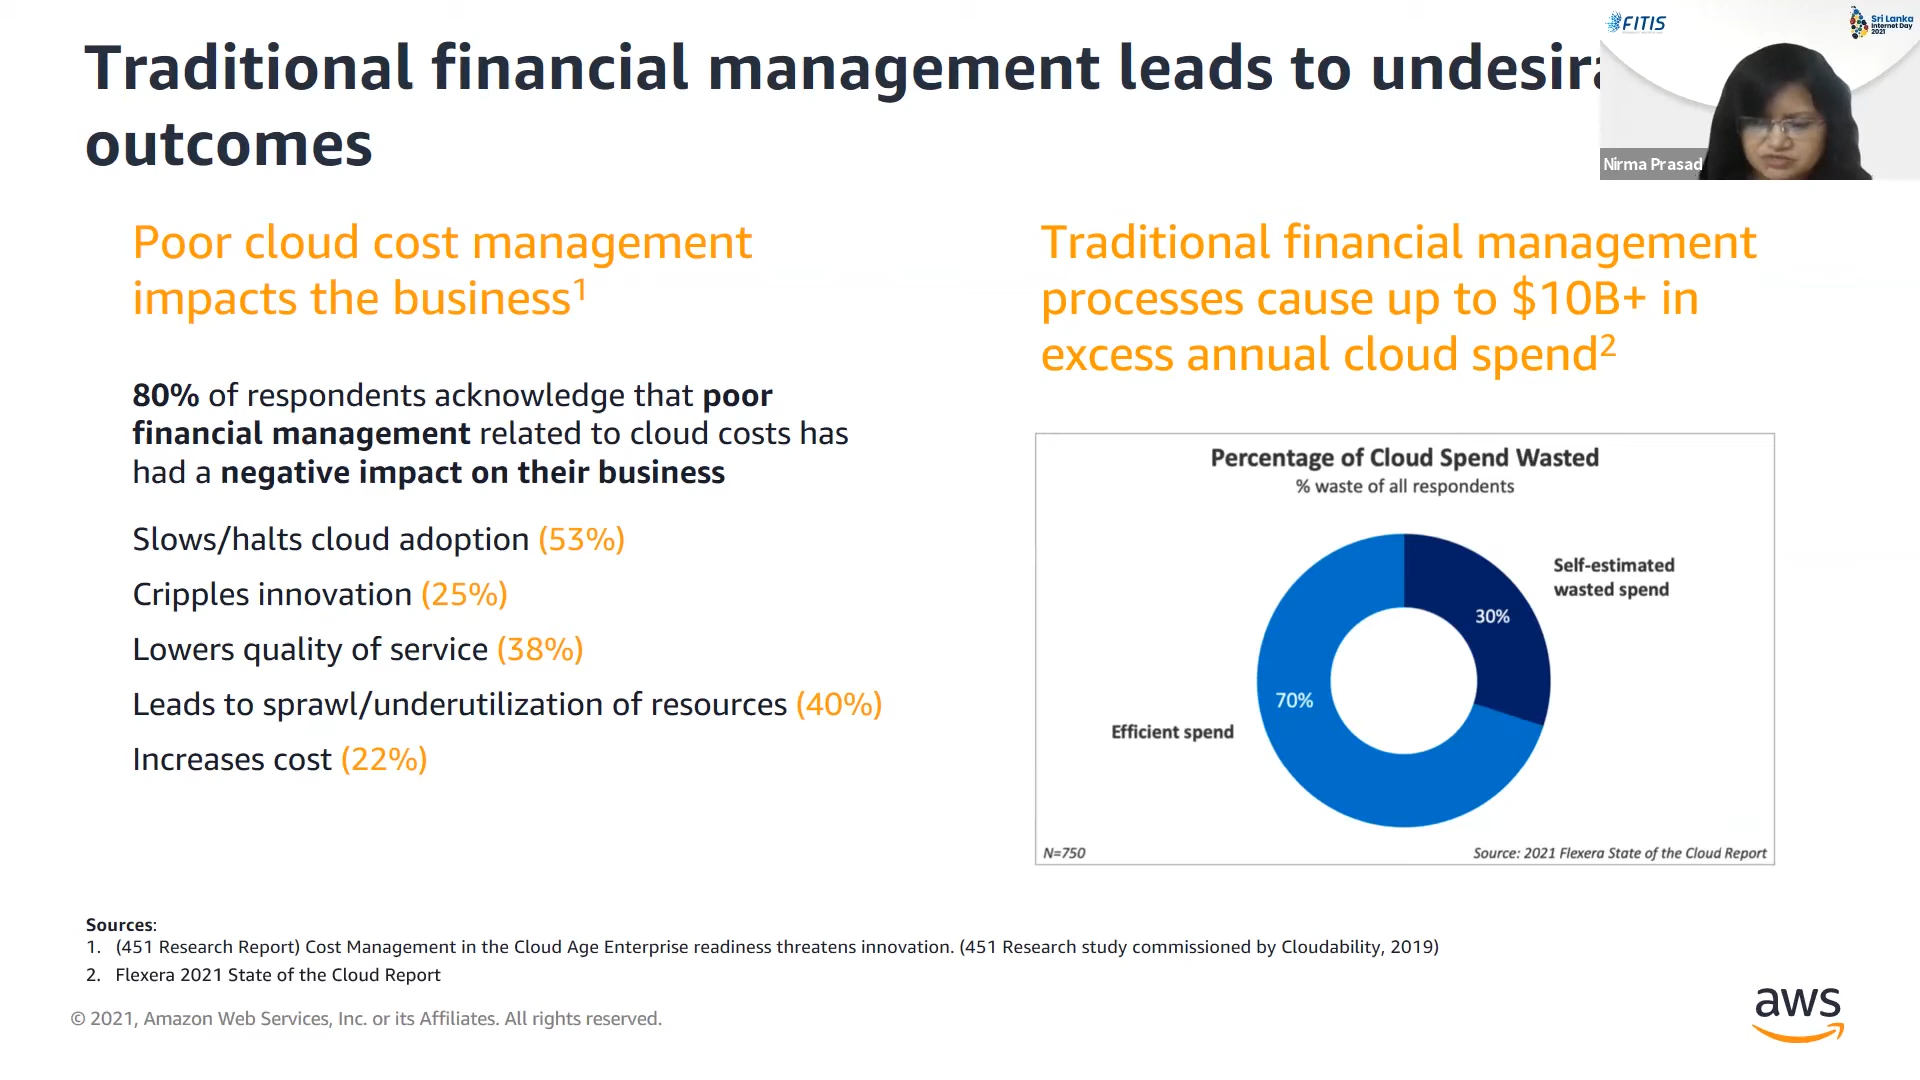 FITIS
Sri Lanka
Internet Day
2021
Traditional financial management leads to
outcomes
Nirma Prasad
Poor cloud cost management
impacts the business1
80% of respondents acknowledge that poor
financial management related to cloud costs has
had a negative impact on their business
Slows/halts cloud adoption (53%)
Cripples innovation (25%)
Lowers quality of service (38%)
Leads to sprawl/underutilization of resources (40%)
Increases cost (22%)
Traditional financial management
processes cause up to $10B+ in
excess annual cloud spend2
Percentage of Cloud Spend Wasted
% waste of all respondents
Self-estimated
wasted spend
30%
70%
Efficient spend
N=750
Source: 2021 Flexera State of the Cloud Report
Sources:
1. (451 Research Report) Cost Management in the Cloud Age Enterprise readiness threatens innovation. (451 Research study commissioned by Cloudability, 2019)
2. Flexera 2021 State of the Cloud Report
© 2021, Amazon Web Services, Inc. or its Affiliates. All rights reserved.
aws